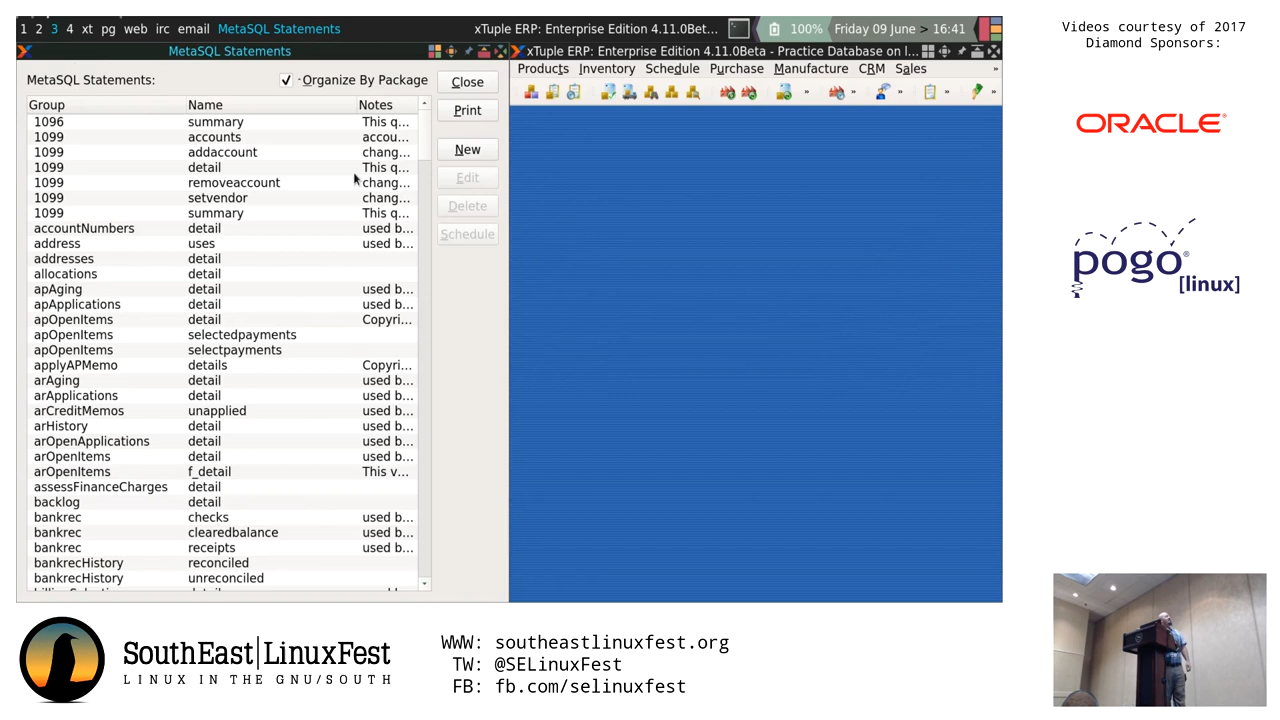 1 2 3 4 xt pg web irc email MetaSQL Statements xTuple ERP: Enterprise Edition 4.11.0Bet... 100% Friday 09 June > 16:41
MetaSQL Statements
xTuple ERP: Enterprise Edition 4.11.0Beta - Practice Database on l...
Products Inventory Schedule Purchase Manufacture CRM Sales »
MetaSQL Statements: Organize By Package
Close
Print
New
Edit
Delete
Schedule
Group Name Notes
1096 summary This q...
1099 accounts accou...
1099 addaccount chang...
1099 detail This q...
1099 removeaccount chang...
1099 setvendor chang...
1099 summary This q...
accountNumbers detail used b...
address uses used b...
addresses detail
allocations detail
apAging detail used b...
apApplications detail used b...
apOpenItems detail Copyri...
apOpenItems selectedpayments
apOpenItems selectpayments
applyAPMemo details Copyri...
arAging detail used b...
arApplications detail used b...
arCreditMemos unapplied used b...
arHistory detail used b...
arOpenApplications detail used b...
arOpenItems detail used b...
arOpenItems f_detail This v...
assessFinanceCharges detail
backlog detail
bankrec checks used b...
bankrec clearedbalance used b...
bankrec receipts used b...
bankrecHistory reconciled
bankrecHistory unreconciled
Videos courtesy of 2017
Diamond Sponsors:
ORACLE®
pogo®
[linux]
SouthEast|LinuxFest
LINUX IN THE GNU/SOUTH
WWW: southeastlinuxfest.org
TW: @SELinuxFest
FB: fb.com/selinuxfest